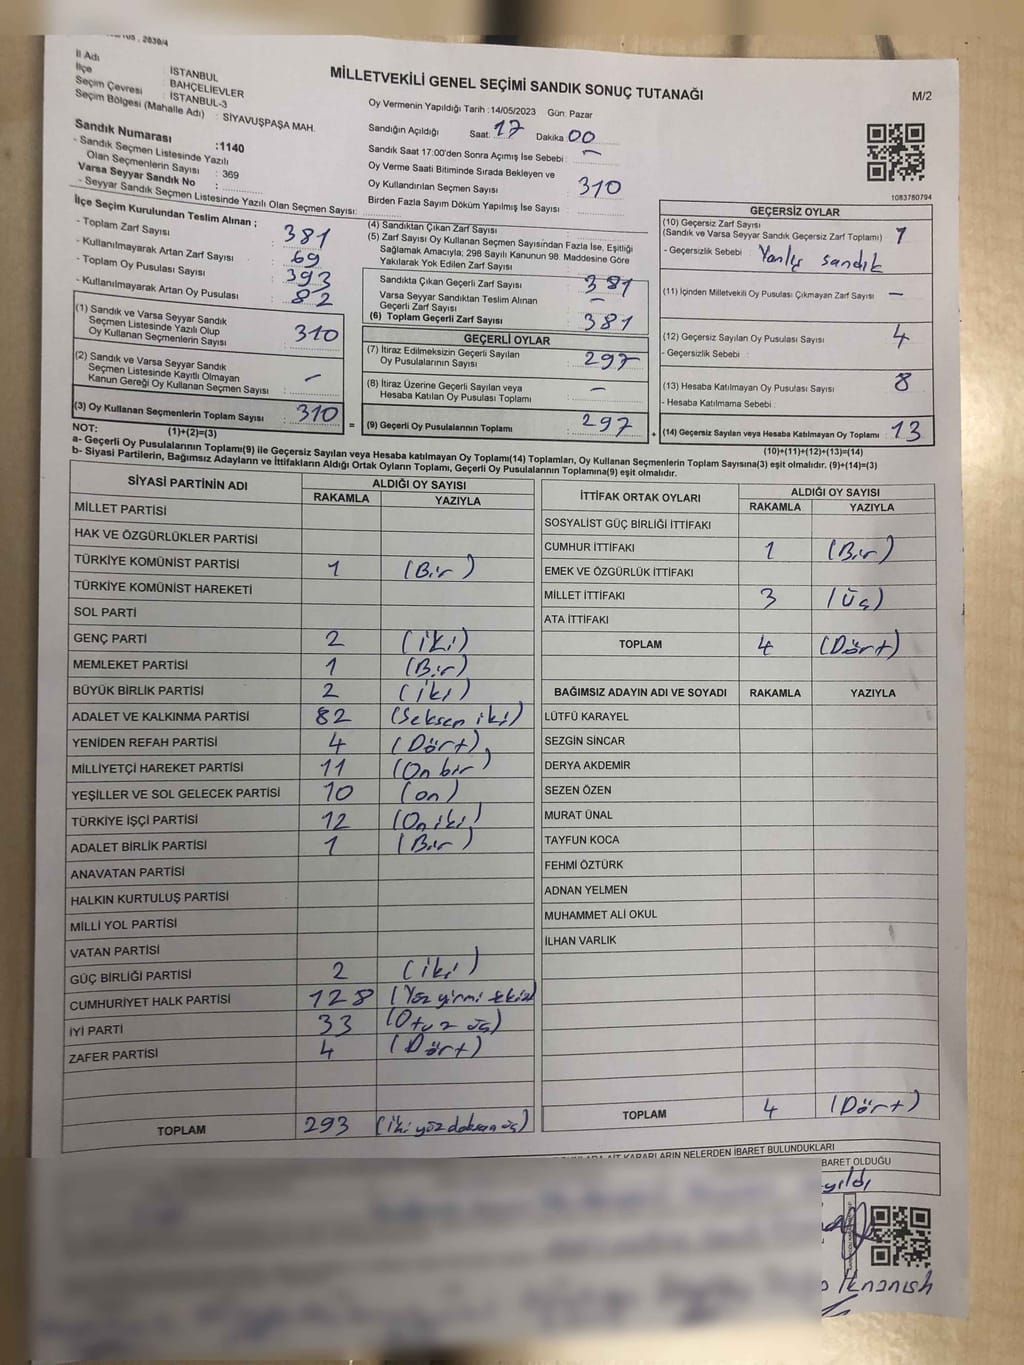 MİLLETVEKİLİ GENEL SEÇİMİ SANDIK SONUÇ TUTANAĞI
M/2
İl Adı : İSTANBUL
İlçe : BAHÇELİEVLER
Seçim Çevresi : İSTANBUL-3
Seçim Bölgesi (Mahalle Adı) : SİYAVUŞPAŞA MAH.
Sandık Numarası :1140
- Sandık Seçmen Listesinde Yazılı
Olan Seçmenlerin Sayısı : 369
Varsa Seyyar Sandık No :
- Seyyar Sandık Seçmen Listesinde Yazılı Olan Seçmen Sayısı:
Oy Vermenin Yapıldığı Tarih :14/05/2023 Gün: Pazar
Sandığın Açıldığı Saat: 17 Dakika 00
Sandık Saat 17:00'den Sonra Açımış İse Sebebi : -
Oy Verme Saati Bitiminde Sırada Bekleyen ve
Oy Kullandırılan Seçmen Sayısı : 310
Birden Fazla Sayım Döküm Yapılmış İse Sayısı :
1083780794
İlçe Seçim Kurulundan Teslim Alınan ;
- Toplam Zarf Sayısı : 381
- Kullanılmayarak Artan Zarf Sayısı : 69
- Toplam Oy Pusulası Sayısı : 393
- Kullanılmayarak Artan Oy Pusulası : 82
(1) Sandık ve Varsa Seyyar Sandık
Seçmen Listesinde Yazılı Olup
Oy Kullanan Seçmenlerin Sayısı : 310
(2) Sandık ve Varsa Seyyar Sandık
Seçmen Listesinde Kayıtlı Olmayan
Kanun Gereği Oy Kullanan Seçmen Sayısı : -
(3) Oy Kullanan Seçmenlerin Toplam Sayısı : 310
(1)+(2)=(3)
(4) Sandıktan Çıkan Zarf Sayısı :
(5) Zarf Sayısı Oy Kullanan Seçmen Sayısından Fazla İse, Eşitliği
Sağlamak Amacıyla; 298 Sayılı Kanunun 98. Maddesine Göre
Yakılarak Yok Edilen Zarf Sayısı :
Sandıkta Çıkan Geçerli Zarf Sayısı : 381
Varsa Seyyar Sandıktan Teslim Alınan
Geçerli Zarf Sayısı : -
(6) Toplam Geçerli Zarf Sayısı : 381
GEÇERLİ OYLAR
(7) İtiraz Edilmeksizin Geçerli Sayılan
Oy Pusulalarının Sayısı : 297
(8) İtiraz Üzerine Geçerli Sayılan veya
Hesaba Katılan Oy Pusulası Toplamı : -
= (9) Geçerli Oy Pusulalarının Toplamı : 297
GEÇERSİZ OYLAR
(10) Geçersiz Zarf Sayısı
(Sandık ve Varsa Seyyar Sandık Geçersiz Zarf Toplamı) : 1
- Geçersizlik Sebebi : Yanlış sandık
(11) İçinden Milletvekili Oy Pusulası Çıkmayan Zarf Sayısı : -
(12) Geçersiz Sayılan Oy Pusulası Sayısı : 4
- Geçersizlik Sebebi :
(13) Hesaba Katılmayan Oy Pusulası Sayısı : 8
- Hesaba Katılmama Sebebi :
+ (14) Geçersiz Sayılan veya Hesaba Katılmayan Oy Toplamı : 13
(10)+(11)+(12)+(13)=(14)
NOT:
a- Geçerli Oy Pusulalarının Toplamı(9) ile Geçersiz Sayılan veya Hesaba katılmayan Oy Toplamı(14) Toplamları, Oy Kullanan Seçmenlerin Toplam Sayısına(3) eşit olmalıdır. (9)+(14)=(3)
b- Siyasi Partilerin, Bağımsız Adayların ve İttifakların Aldığı Ortak Oyların Toplamı, Geçerli Oy Pusulalarının Toplamına(9) eşit olmalıdır.
SİYASİ PARTİNİN ADI ALDIĞI OY SAYISI
RAKAMLA YAZIYLA
MİLLET PARTİSİ
HAK VE ÖZGÜRLÜKLER PARTİSİ
TÜRKİYE KOMÜNİST PARTİSİ 1 (Bir)
TÜRKİYE KOMÜNİST HAREKETİ
SOL PARTİ
GENÇ PARTİ 2 (iki)
MEMLEKET PARTİSİ 1 (Bir)
BÜYÜK BİRLİK PARTİSİ 2 (iki)
ADALET VE KALKINMA PARTİSİ 82 (Seksen iki)
YENİDEN REFAH PARTİSİ 4 (Dört)
MİLLİYETÇİ HAREKET PARTİSİ 11 (On bir)
YEŞİLLER VE SOL GELECEK PARTİSİ 10 (on)
TÜRKİYE İŞÇİ PARTİSİ 12 (On iki)
ADALET BİRLİK PARTİSİ 1 (Bir)
ANAVATAN PARTİSİ
HALKIN KURTULUŞ PARTİSİ
MİLLİ YOL PARTİSİ
VATAN PARTİSİ
GÜÇ BİRLİĞİ PARTİSİ 2 (iki)
CUMHURİYET HALK PARTİSİ 128 (Yüz yirmi sekiz)
İYİ PARTİ 33 (Otuz üç)
ZAFER PARTİSİ 4 (Dört)
TOPLAM 293 (iki yüz doksan üç)
İTTİFAK ORTAK OYLARI ALDIĞI OY SAYISI
RAKAMLA YAZIYLA
SOSYALİST GÜÇ BİRLİĞİ İTTİFAKI
CUMHUR İTTİFAKI 1 (Bir)
EMEK VE ÖZGÜRLÜK İTTİFAKI
MİLLET İTTİFAKI 3 (Üç)
ATA İTTİFAKI
TOPLAM 4 (Dört)
BAĞIMSIZ ADAYIN ADI VE SOYADI RAKAMLA YAZIYLA
LÜTFÜ KARAYEL
SEZGİN SİNCAR
DERYA AKDEMİR
SEZEN ÖZEN
MURAT ÜNAL
TAYFUN KOCA
FEHMİ ÖZTÜRK
ADNAN YELMEN
MUHAMMET ALİ OKUL
İLHAN VARLIK
TOPLAM 4 (Dört)
KARARLARIN NELERDEN İBARET BULUNDUKLARI
BARET OLDUĞU